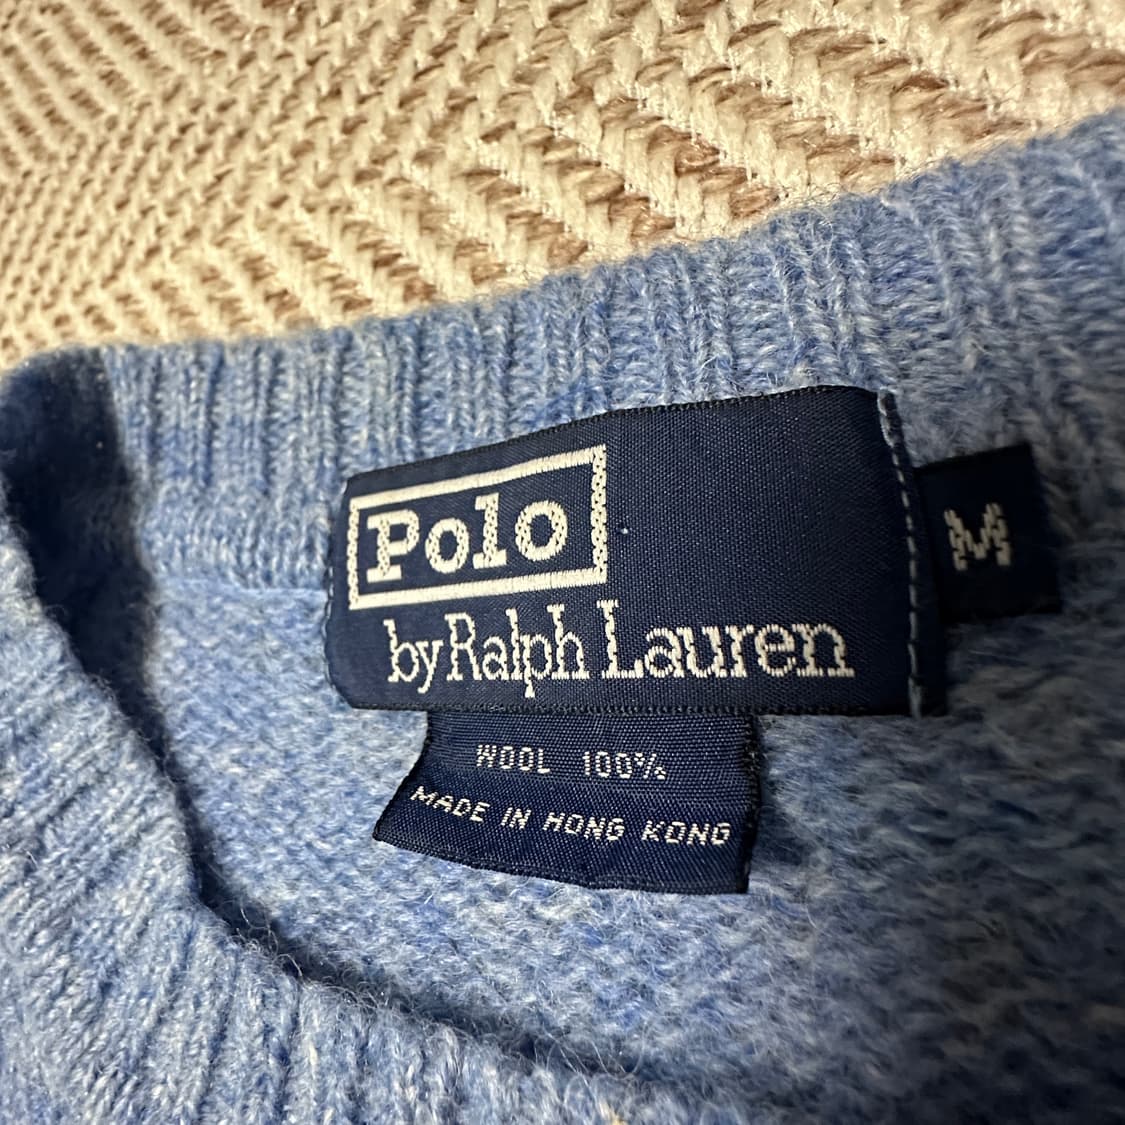 Polo
by Ralph Lauren
M
WOOL 100%
MADE IN HONG KONG